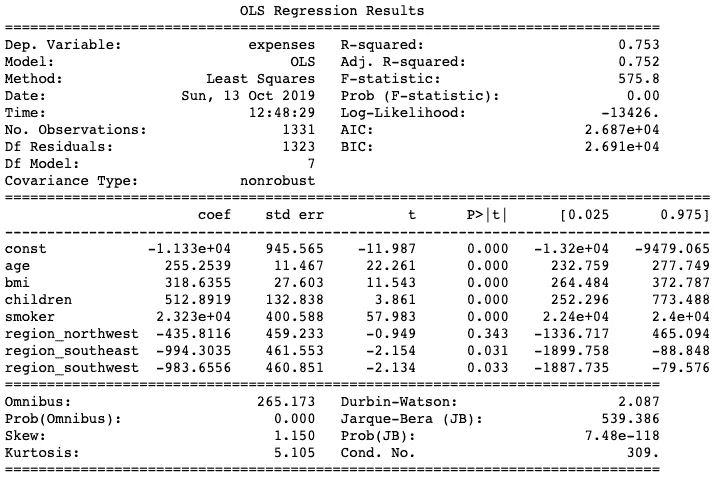 OLS Regression Results
==============================================================================
Dep. Variable: expenses R-squared: 0.753
Model: OLS Adj. R-squared: 0.752
Method: Least Squares F-statistic: 575.8
Date: Sun, 13 Oct 2019 Prob (F-statistic): 0.00
Time: 12:48:29 Log-Likelihood: -13426.
No. Observations: 1331 AIC: 2.687e+04
Df Residuals: 1323 BIC: 2.691e+04
Df Model: 7
Covariance Type: nonrobust
====================================================================================
coef std err t P>|t| [0.025 0.975]
------------------------------------------------------------------------------------
const -1.133e+04 945.565 -11.987 0.000 -1.32e+04 -9479.065
age 255.2539 11.467 22.261 0.000 232.759 277.749
bmi 318.6355 27.603 11.543 0.000 264.484 372.787
children 512.8919 132.838 3.861 0.000 252.296 773.488
smoker 2.323e+04 400.588 57.983 0.000 2.24e+04 2.4e+04
region_northwest -435.8116 459.233 -0.949 0.343 -1336.717 465.094
region_southeast -994.3035 461.553 -2.154 0.031 -1899.758 -88.848
region_southwest -983.6556 460.851 -2.134 0.033 -1887.735 -79.576
==============================================================================
Omnibus: 265.173 Durbin-Watson: 2.087
Prob(Omnibus): 0.000 Jarque-Bera (JB): 539.386
Skew: 1.150 Prob(JB): 7.48e-118
Kurtosis: 5.105 Cond. No. 309.
==============================================================================